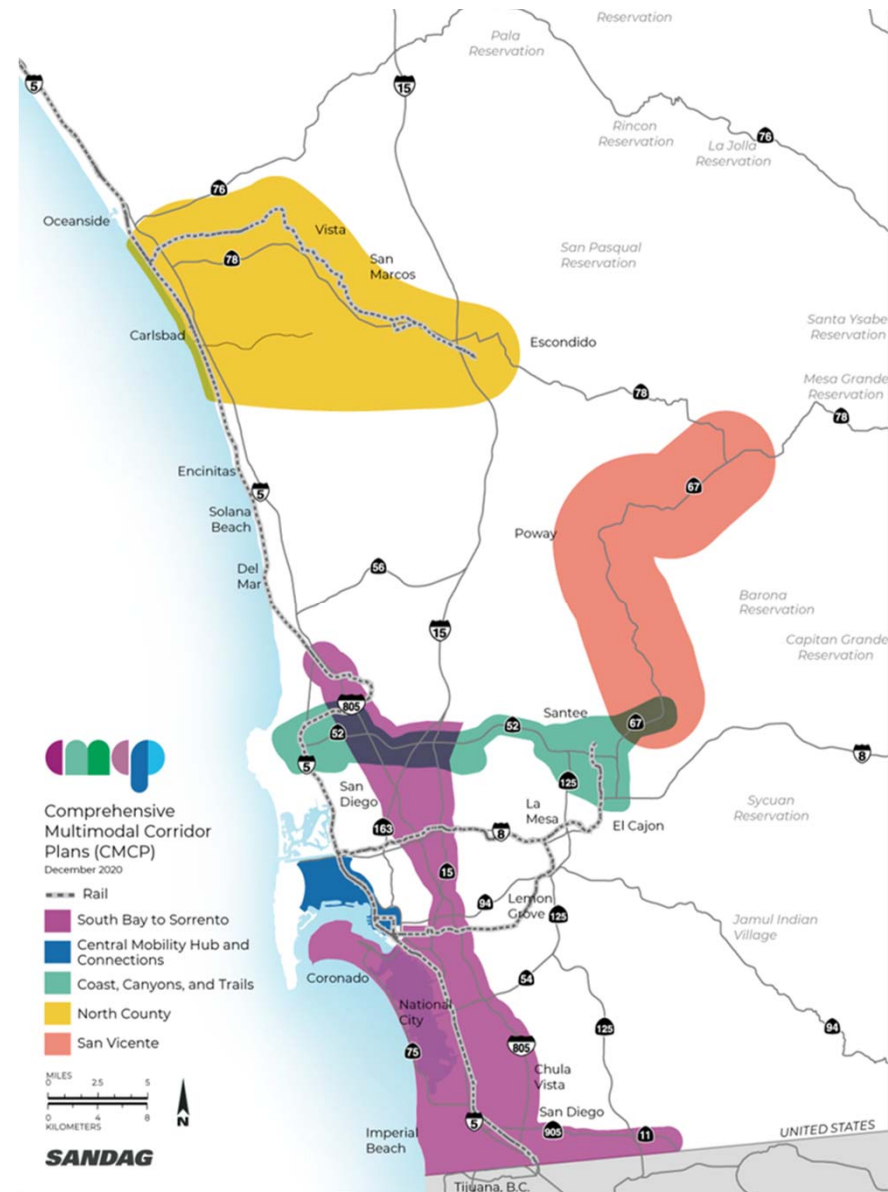 Reservation
Pala
Reservation
5
15
Rincon
Reservation
La Jolla
Reservation
76
76
Oceanside
Vista
San Pasqual
Reservation
78
San
Marcos
Santa Ysabe
Reservation
Carlsbad
Escondido
Mesa Grande
Reservation
78
78
Encinitas
5
67
Solana
Beach
Poway
Del
Mar
56
Barona
Reservation
15
Capitan Grande
Reservation
805
Santee
52
52
67
5
8
125
San
Diego
La
Mesa
Sycuan
Reservation
163
8
El Cajon
15
94
Lemon
Grove
125
Jamul Indian
Village
Coronado
54
National
City
125
94
75
805
Chula
Vista
San Diego
5
905
11
Imperial
Beach
UNITED STATES
Tijuana, B.C.
cmcp
Comprehensive
Multimodal Corridor
Plans (CMCP)
December 2020
Rail
South Bay to Sorrento
Central Mobility Hub and
Connections
Coast, Canyons, and Trails
North County
San Vicente
MILES
0 2.5 5
0 4 8
KILOMETERS
N
SANDAG